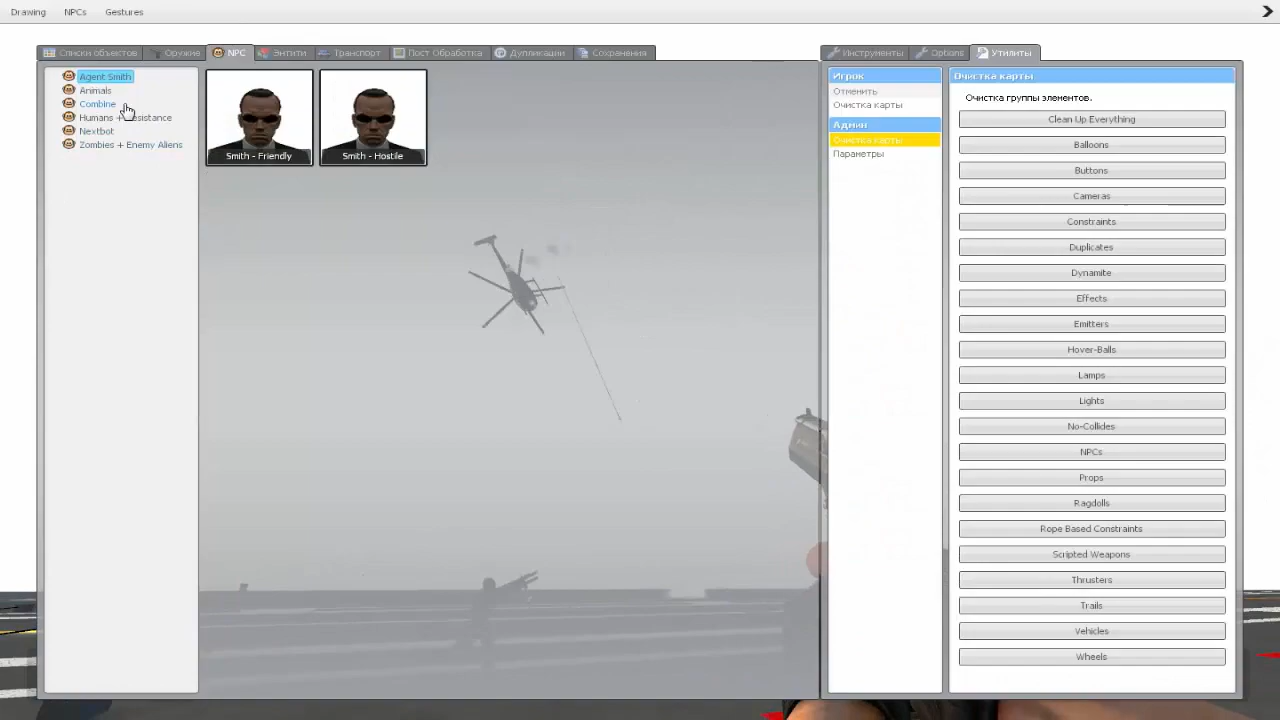 Drawing NPCs Gestures
Списки объектов Оружие NPC Энтити Транспорт Пост Обработка Дупликации Сохранения
Инструменты Options Утилиты
Agent Smith
Animals
Combine
Nextbot
Zombies + Enemy Aliens
Smith - Friendly
Smith - Hostile
Игрок
Отменить
Очистка карты
Админ
Очистка карты
Параметры
Очистка карты
Очистка группы элементов.
Clean Up Everything
Balloons
Buttons
Cameras
Constraints
Duplicates
Dynamite
Effects
Emitters
Hover-Balls
Lamps
Lights
No-Collides
NPCs
Props
Ragdolls
Rope Based Constraints
Scripted Weapons
Thrusters
Trails
Vehicles
Wheels